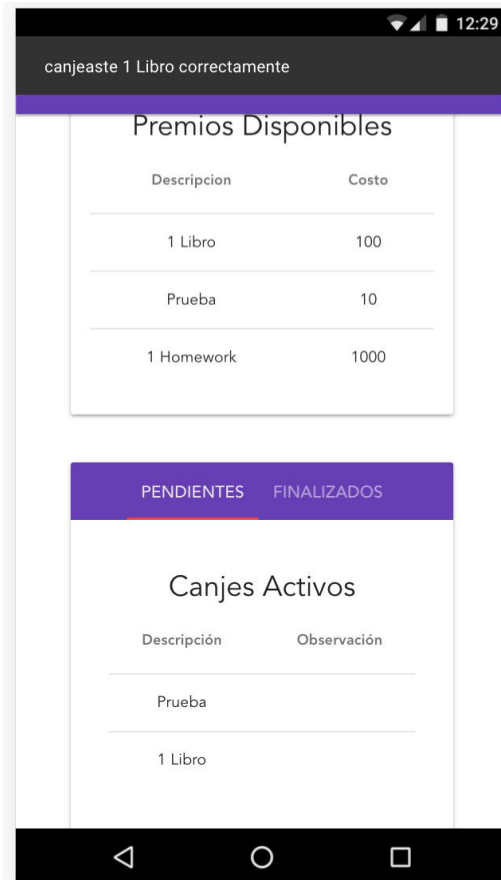 12:29
canjeaste 1 Libro correctamente
Premios Disponibles
Descripcion Costo
1 Libro 100
Prueba 10
1 Homework 1000
PENDIENTES FINALIZADOS
Canjes Activos
Descripción Observación
Prueba
1 Libro